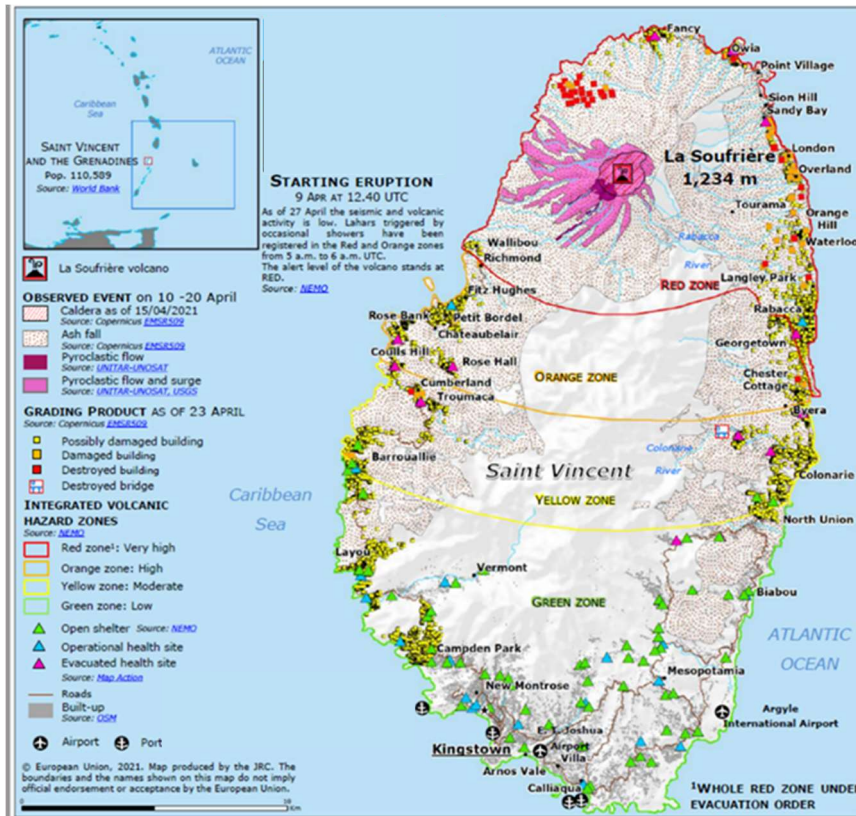 ATLANTIC
OCEAN
Caribbean
Sea
SAINT VINCENT
AND THE GRENADINES
Pop. 110,589
Source: World Bank
La Soufrière volcano
OBSERVED EVENT on 10 -20 April
Caldera as of 15/04/2021
Source: Copernicus EMSR509
Ash fall
Source: Copernicus EMSR509
Pyroclastic flow
Source: UNITAR-UNOSAT
Pyroclastic flow and surge
Source: UNITAR-UNOSAT, USGS
GRADING PRODUCT AS OF 23 APRIL
Source: Copernicus EMSR509
Possibly damaged building
Damaged building
Destroyed building
Destroyed bridge
INTEGRATED VOLCANIC
HAZARD ZONES
Source: NEMO
Red zone¹: Very high
Orange zone: High
Yellow zone: Moderate
Green zone: Low
Open shelter Source: NEMO
Operational health site
Evacuated health site
Source: Map Action
Roads
Built-up
Source: OSM
Airport
Port
© European Union, 2021. Map produced by the JRC. The
boundaries and the names shown on this map do not imply
official endorsement or acceptance by the European Union.
10
Km
STARTING ERUPTION
9 APR AT 12.40 UTC
As of 27 April the seismic and volcanic
activity is low. Lahars triggered by
occasional showers have been
registered in the Red and Orange zones
from 5 a.m. to 6 a.m. UTC.
The alert level of the volcano stands at
RED.
Source: NEMO
Fancy
Owia
Point Village
Sion Hill
Sandy Bay
London
Overland
La Soufrière
1,234 m
Tourama
Orange
Hill
Waterloo
Rabacca
River
Langley Park
RED ZONE
Wallibou
Richmond
Fitz Hughes
Rabacca
Rose Bank
Petit Bordel
Chateaubelair
Georgetown
Coulls Hill
Rose Hall
Chester
Cottage
ORANGE ZONE
Cumberland
Troumaca
Byera
Colonarie
River
Barrouallie
Saint Vincent
Colonarie
Caribbean
Sea
YELLOW ZONE
North Union
Layou
Vermont
Biabou
GREEN ZONE
ATLANTIC
OCEAN
Campden Park
Mesopotamia
New Montrose
Argyle
International Airport
E. T. Joshua
Airport
Kingstown
Villa
Arnos Vale
Calliaqua
¹WHOLE RED ZONE UNDER
EVACUATION ORDER